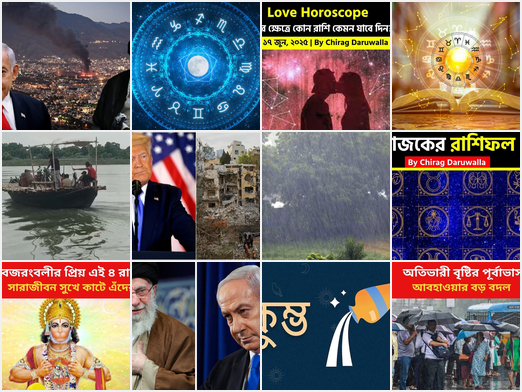 Love Horoscope
র ক্ষেত্রে কোন রাশি কেমন যাবে দিন:
১৭ জুন, ২০২৫ | By Chirag Daruwalla
আজকের রাশিফল
By Chirag Daruwalla
বজরংবলীর প্রিয় এই ৪ রা
সারাজীবন সুখে কাটে এঁদে
কুম্ভ
অতিভারী বৃষ্টির পূর্বাভাস
আবহাওয়ার বড় বদল